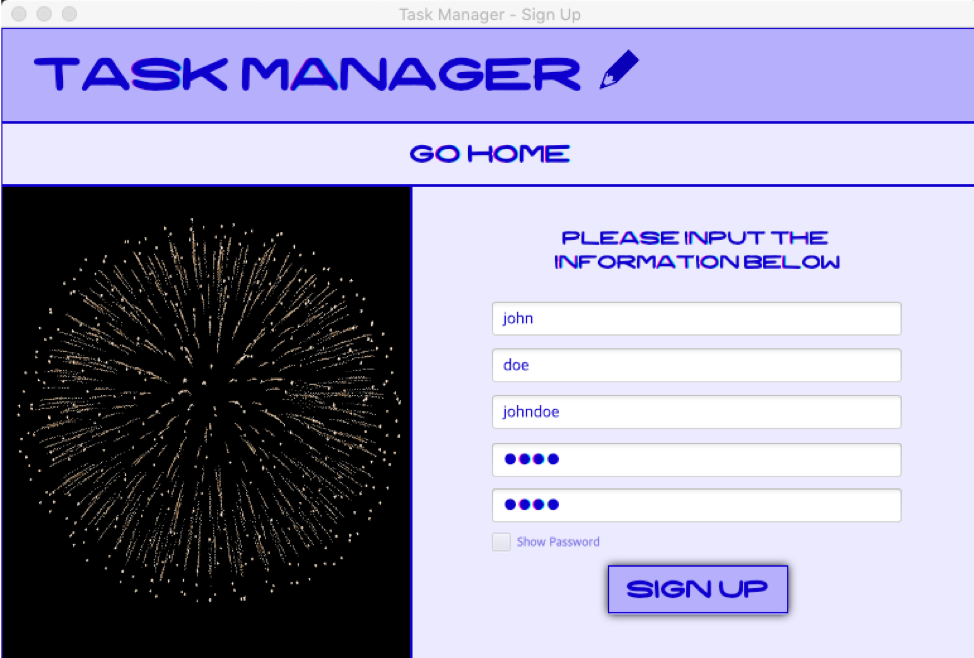 Task Manager - Sign Up
TASK MANAGER
GO HOME
PLEASE INPUT THE
INFORMATION BELOW
john
doe
johndoe
●●●●
●●●●
Show Password
SIGN UP